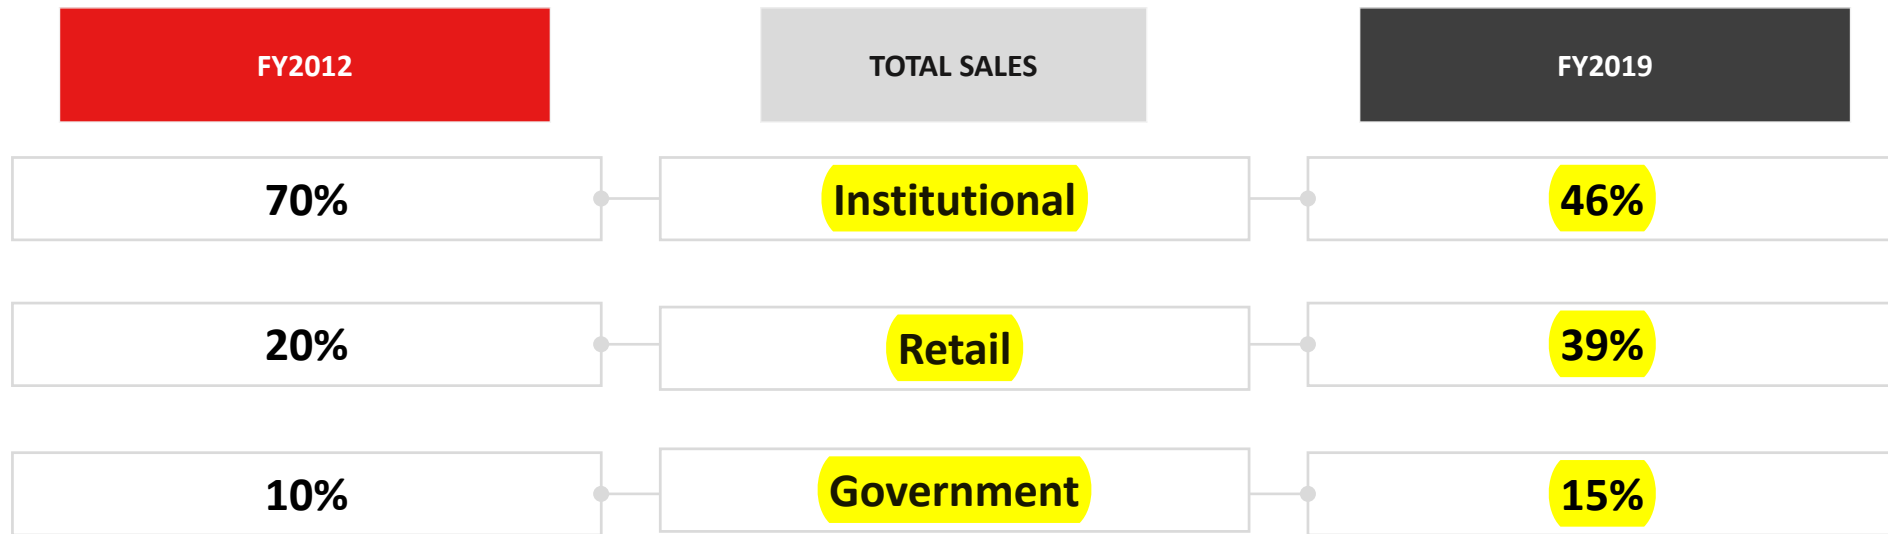 FY2012 TOTAL SALES FY2019
70% Institutional 46%
20% Retail 39%
10% Government 15%